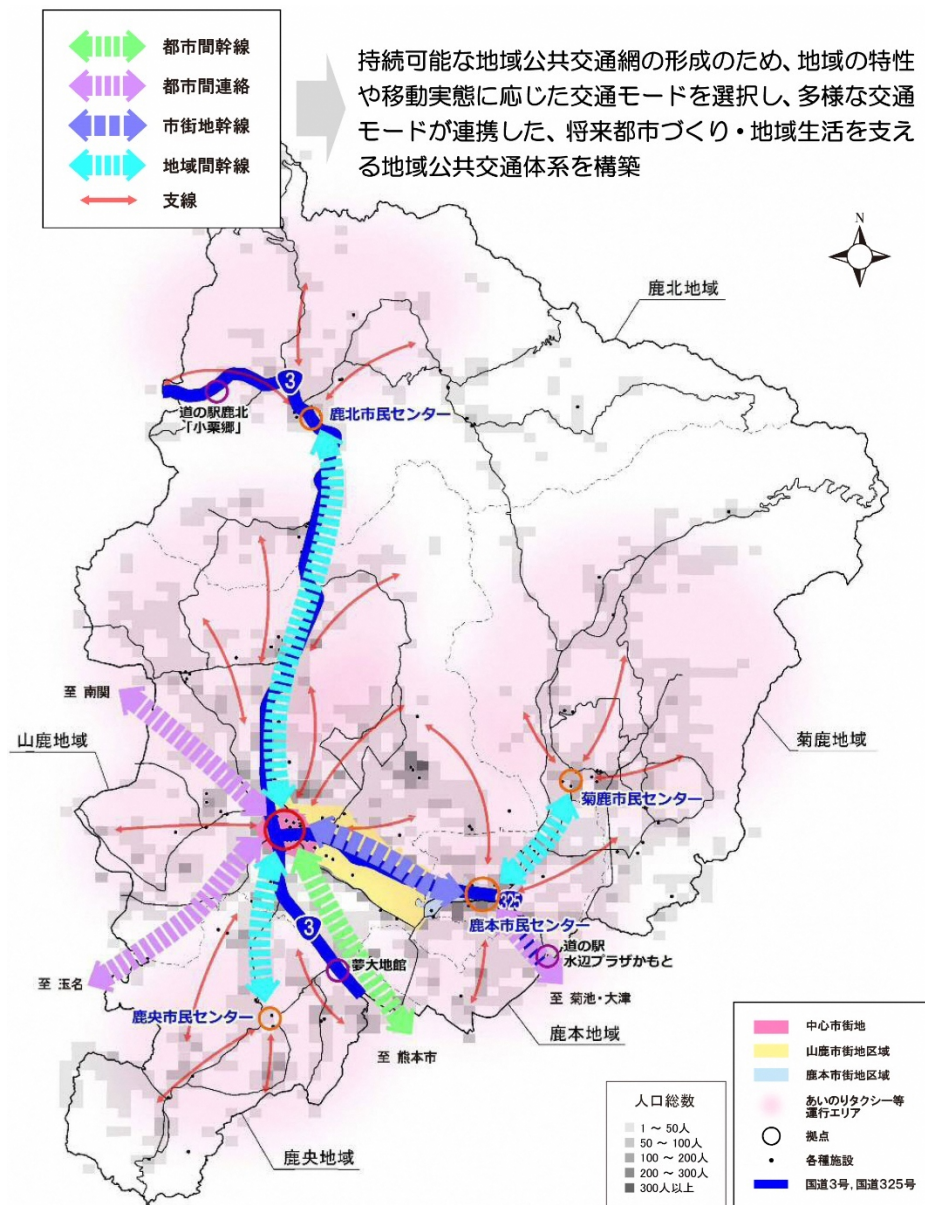 都市間幹線
都市間連絡
市街地幹線
地域間幹線
支線
持続可能な地域公共交通網の形成のため、地域の特性
や移動実態に応じた交通モードを選択し、多様な交通
モードが連携した、将来都市づくり・地域生活を支え
る地域公共交通体系を構築
N
鹿北地域
3
道の駅鹿北
「小栗郷」
鹿北市民センター
至 南関
山鹿地域
菊鹿地域
菊鹿市民センター
325
鹿本市民センター
3
道の駅
水辺プラザかもと
夢大地館
至 玉名
至 菊池・大津
鹿央市民センター
鹿本地域
至 熊本市
鹿央地域
人口総数
1 ～ 50人
50 ～ 100人
100 ～ 200人
200 ～ 300人
300人以上
中心市街地
山鹿市街地区域
鹿本市街地区域
あいのりタクシー等
運行エリア
拠点
各種施設
国道3号,国道325号